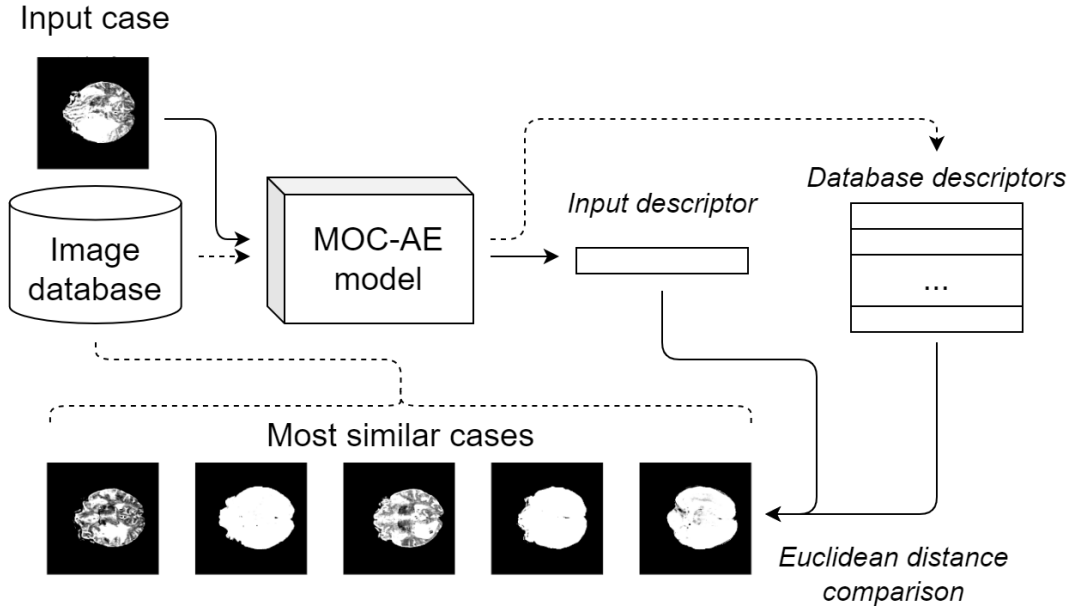 Input case
Image
database
MOC-AE
model
Input descriptor
Database descriptors
...
Most similar cases
Euclidean distance
comparison